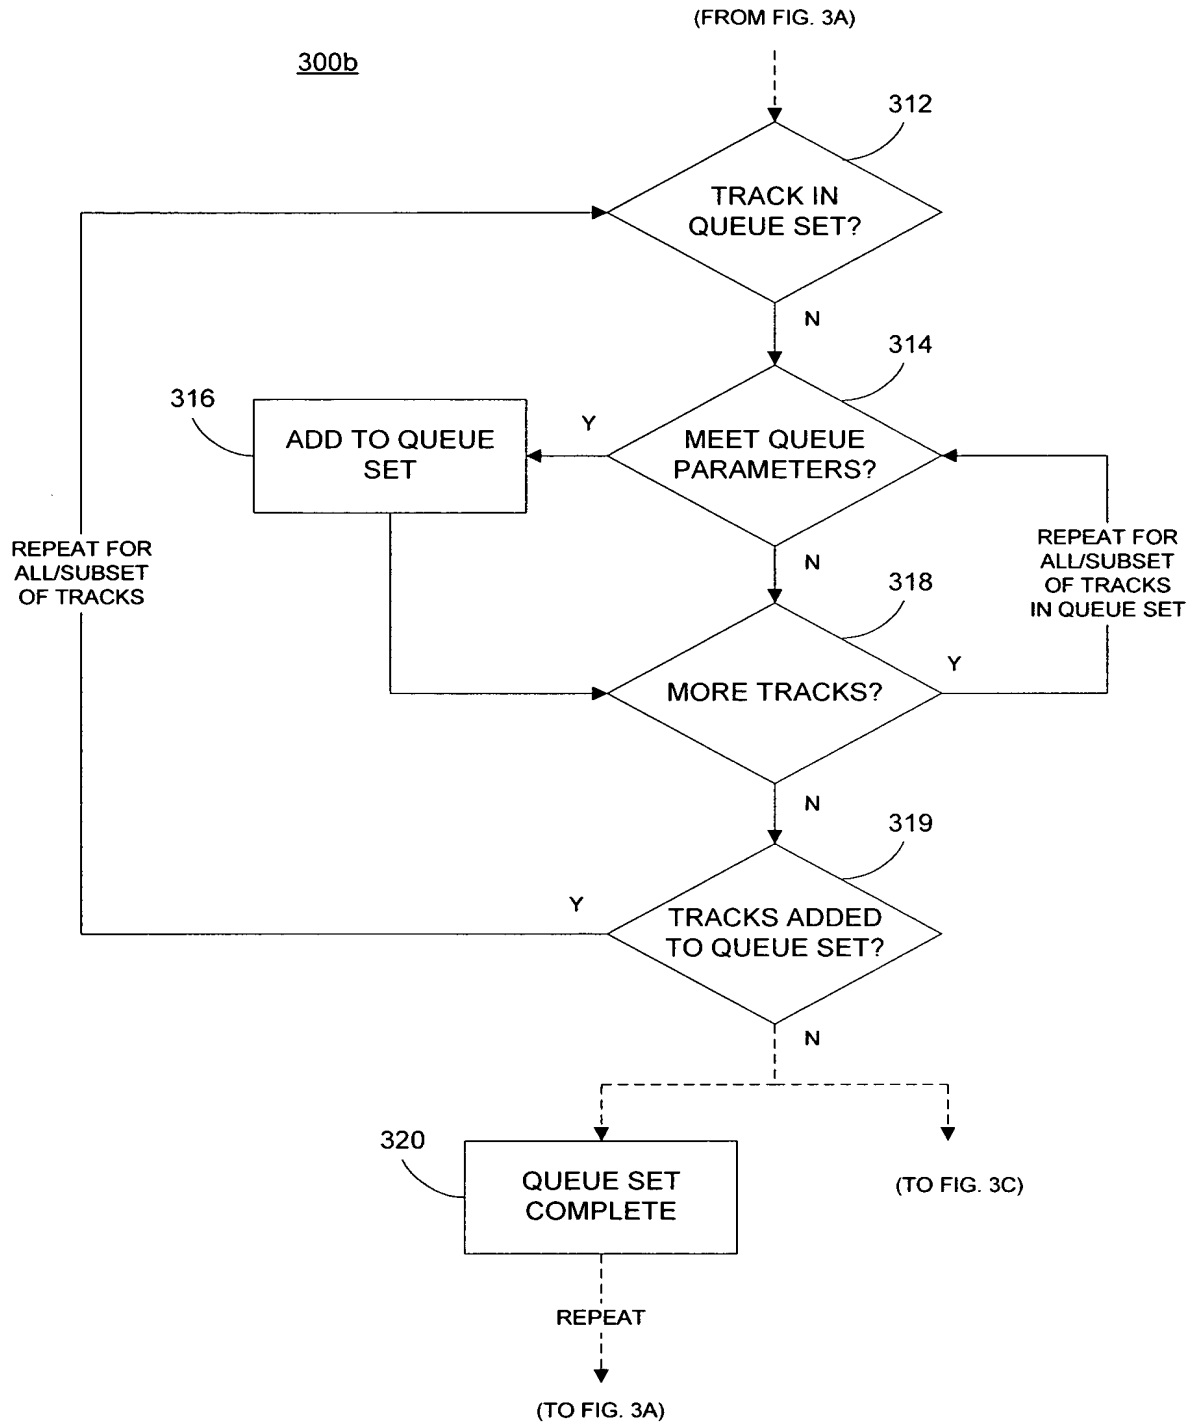 (FROM FIG. 3A)
300b
312
TRACK IN
QUEUE SET?
N
314
316
Y
ADD TO QUEUE
SET
MEET QUEUE
PARAMETERS?
REPEAT FOR
ALL/SUBSET
OF TRACKS
REPEAT FOR
ALL/SUBSET
OF TRACKS
IN QUEUE SET
N
318
Y
MORE TRACKS?
N
319
Y
TRACKS ADDED
TO QUEUE SET?
N
320
QUEUE SET
COMPLETE
(TO FIG. 3C)
REPEAT
(TO FIG. 3A)